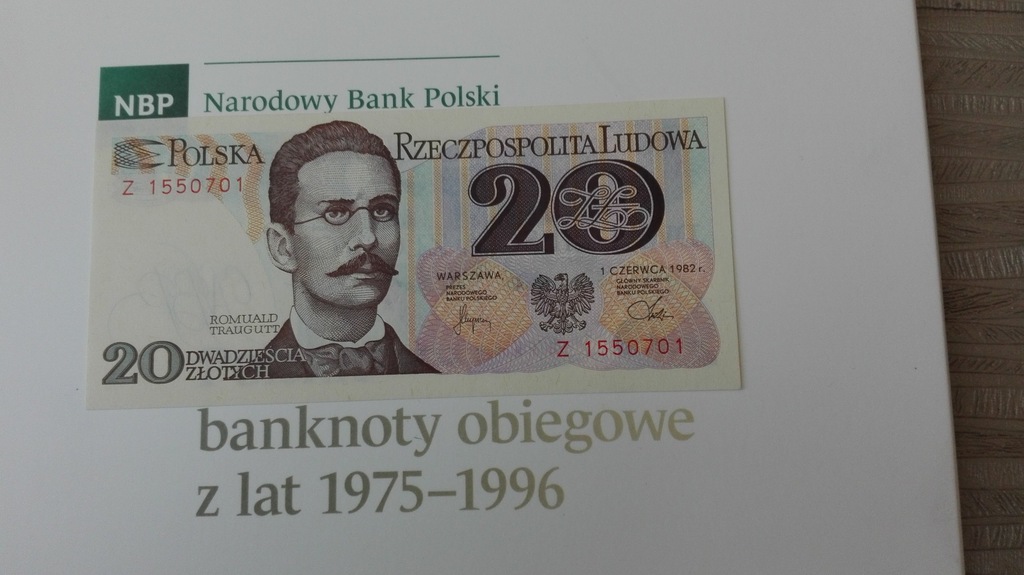 NBP Narodowy Bank Polski
POLSKA RZECZPOSPOLITA LUDOWA
Z 1550701
20
WARSZAWA, 1 CZERWCA 1982 r.
PREZES GŁÓWNY SKARBNIK
NARODOWEGO NARODOWEGO
BANKU POLSKIEGO BANKU POLSKIEGO
ROMUALD
TRAUGUTT
Z 1550701
20 DWADZIEŚCIA
ZŁOTYCH
banknoty obiegowe
z lat 1975–1996